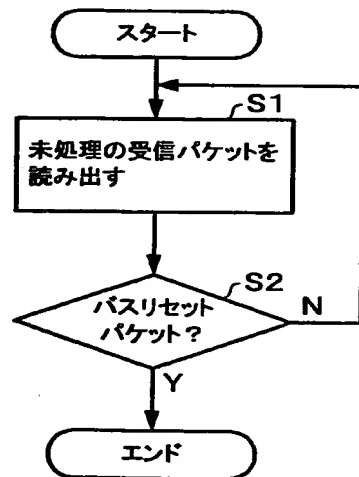 スタート
S1
未処理の受信パケットを
読み出す
S2
バスリセット
パケット?
N
Y
エンド